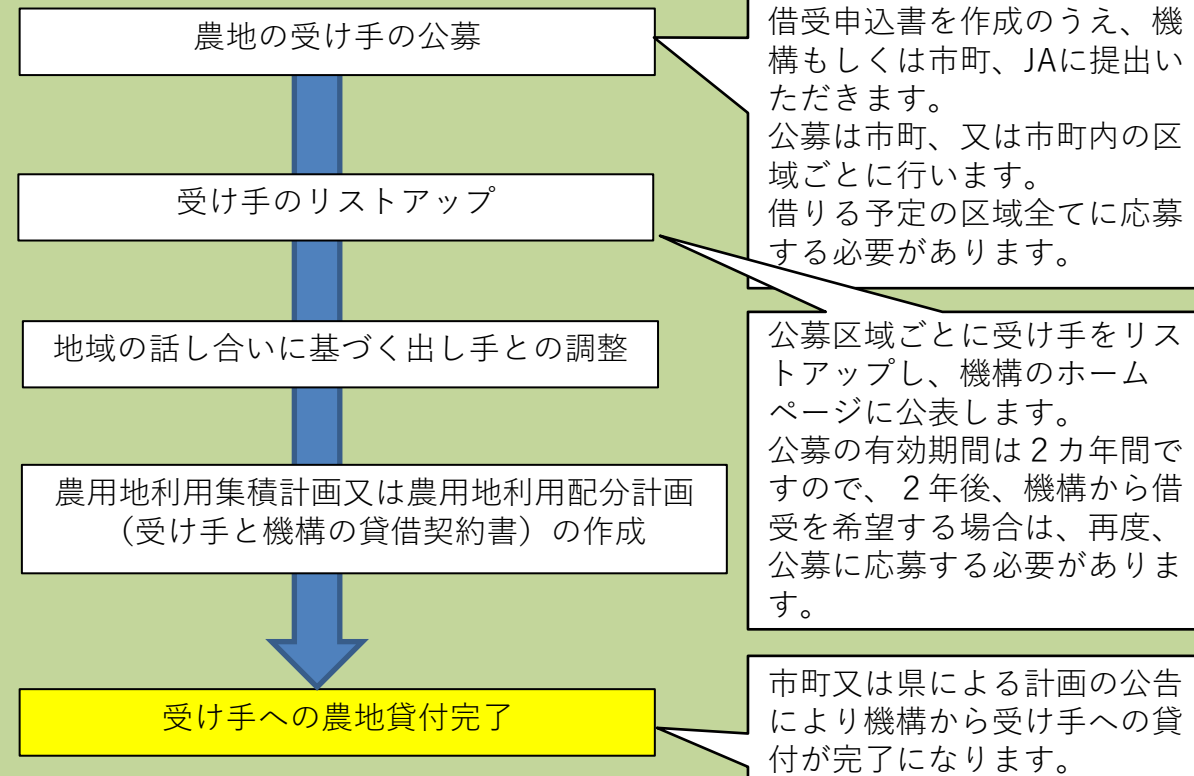 農地の受け手の公募
借受申込書を作成のうえ、機
構もしくは市町、JAに提出い
ただきます。
公募は市町、又は市町内の区
域ごとに行います。
借りる予定の区域全てに応募
する必要があります。
受け手のリストアップ
公募区域ごとに受け手をリス
トアップし、機構のホーム
ページに公表します。
公募の有効期間は２カ年間で
すので、２年後、機構から借
受を希望する場合は、再度、
公募に応募する必要がありま
す。
地域の話し合いに基づく出し手との調整
農用地利用集積計画又は農用地利用配分計画
（受け手と機構の貸借契約書）の作成
受け手への農地貸付完了
市町又は県による計画の公告
により機構から受け手への貸
付が完了になります。